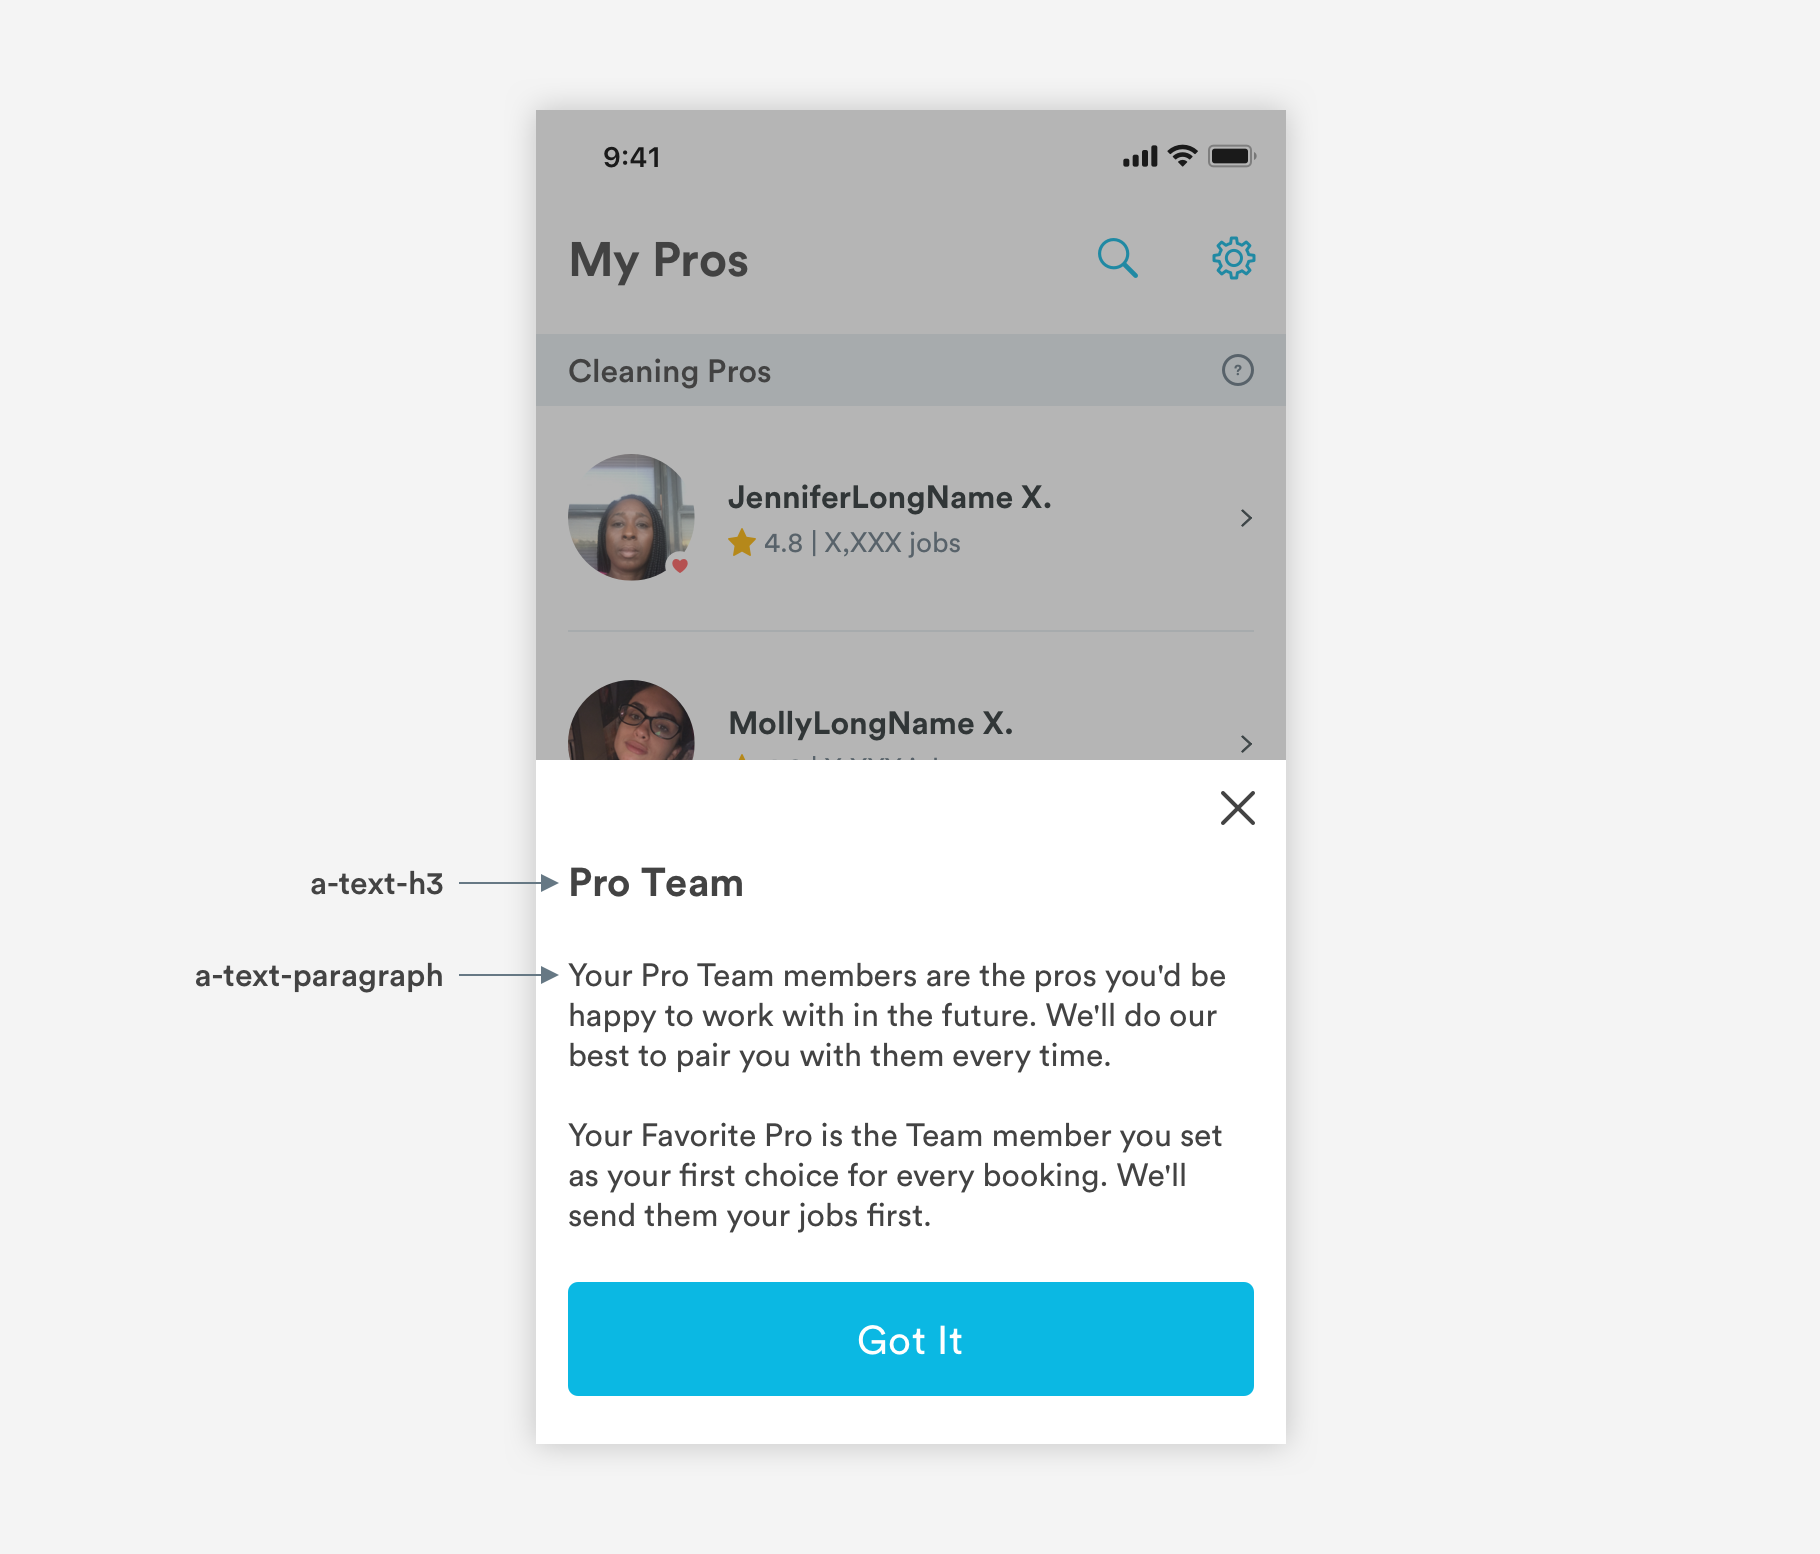 9:41
My Pros
Cleaning Pros
?
JenniferLongName X.
4.8 | X,XXX jobs
MollyLongName X.
a-text-h3
Pro Team
a-text-paragraph
Your Pro Team members are the pros you'd be
happy to work with in the future. We'll do our
best to pair you with them every time.
Your Favorite Pro is the Team member you set
as your first choice for every booking. We'll
send them your jobs first.
Got It